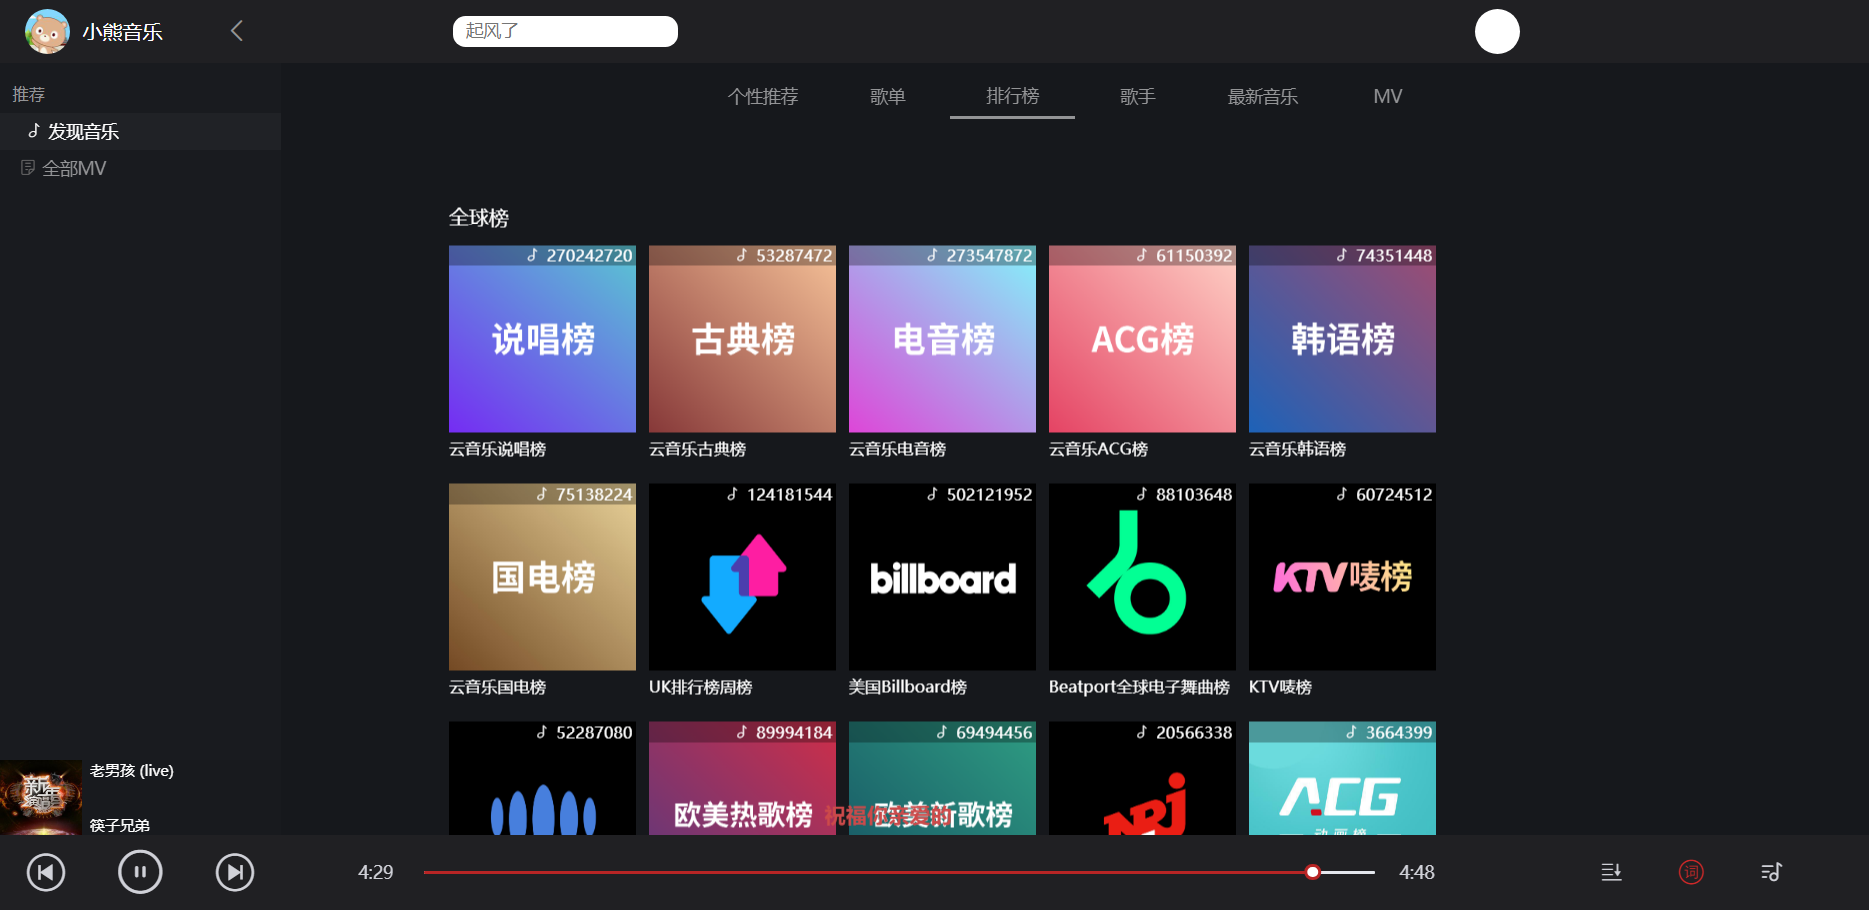 小熊音乐
起风了
推荐
发现音乐
全部MV
个性推荐 歌单 排行榜 歌手 最新音乐 MV
全球榜
270242720 53287472 273547872 61150392 74351448
说唱榜 古典榜 电音榜 ACG榜 韩语榜
云音乐说唱榜 云音乐古典榜 云音乐电音榜 云音乐ACG榜 云音乐韩语榜
75138224 124181544 502121952 88103648 60724512
国电榜 billboard KTV唛榜
云音乐国电榜 UK排行榜周榜 美国Billboard榜 Beatport全球电子舞曲榜 KTV唛榜
52287080 89994184 69494456 20566338 3664399
欧美热歌榜 欧美新歌榜 NRJ ACG
动画榜
祝福你亲爱的
老男孩 (live)
筷子兄弟
4:29 4:48
词